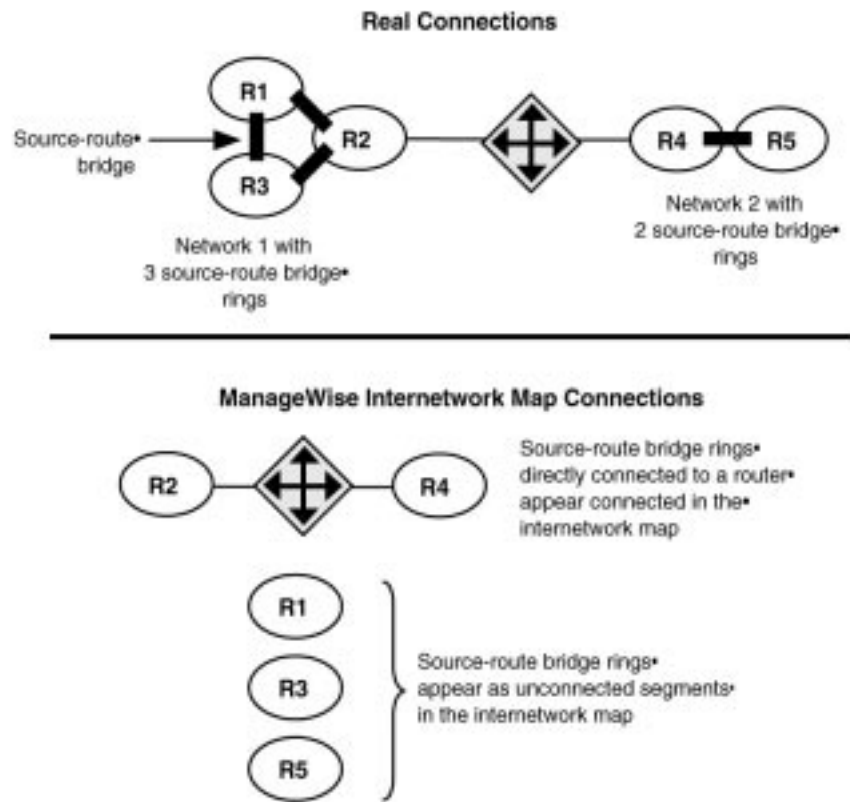 Real Connections
R1
R2
R4
R5
Source-route•
bridge
R3
Network 1 with
3 source-route bridge•
rings
Network 2 with
2 source-route bridge•
rings
ManageWise Internetwork Map Connections
R2
R4
Source-route bridge rings•
directly connected to a router•
appear connected in the•
internetwork map
R1
R3
R5
Source-route bridge rings•
appear as unconnected segments•
in the internetwork map